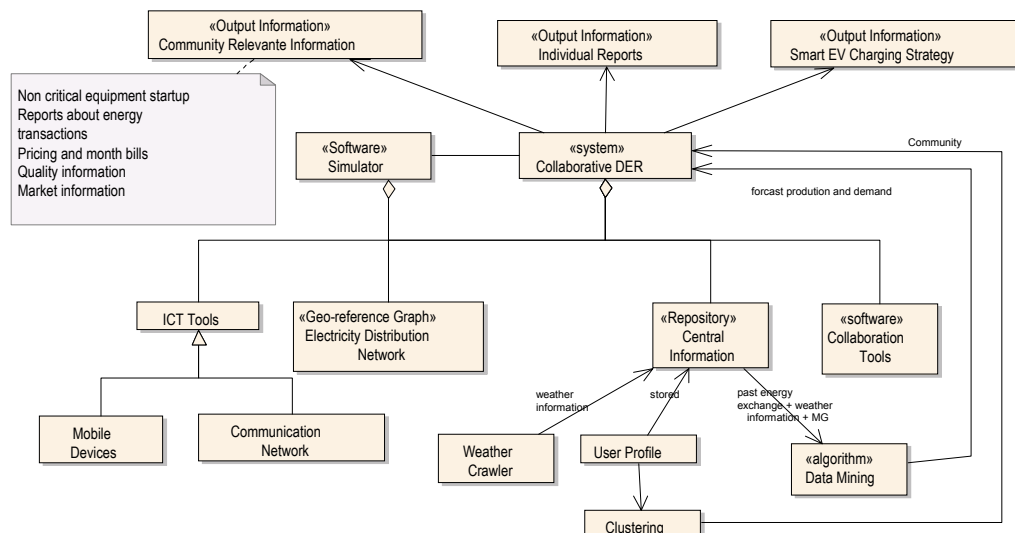 «Output Information»
Community Relevante Information
«Output Information»
Individual Reports
«Output Information»
Smart EV Charging Strategy
Non critical equipment startup
Reports about energy
transactions
Pricing and month bills
Quality information
Market information
«Software»
Simulator
«system»
Collaborative DER
Community
forcast prodution and demand
ICT Tools
«Geo-reference Graph»
Electricity Distribution
Network
«Repository»
Central
Information
«software»
Collaboration
Tools
weather
information
stored
past energy
exchange + weather
information + MG
Mobile
Devices
Communication
Network
Weather
Crawler
User Profile
«algorithm»
Data Mining
Clustering